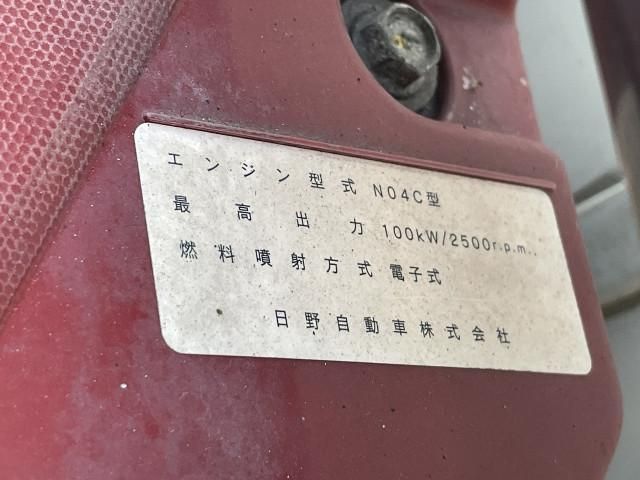 エンジン型式 N04C型
最高出力 100kW/2500r.p.m.
燃料噴射方式 電子式
日野自動車株式会社